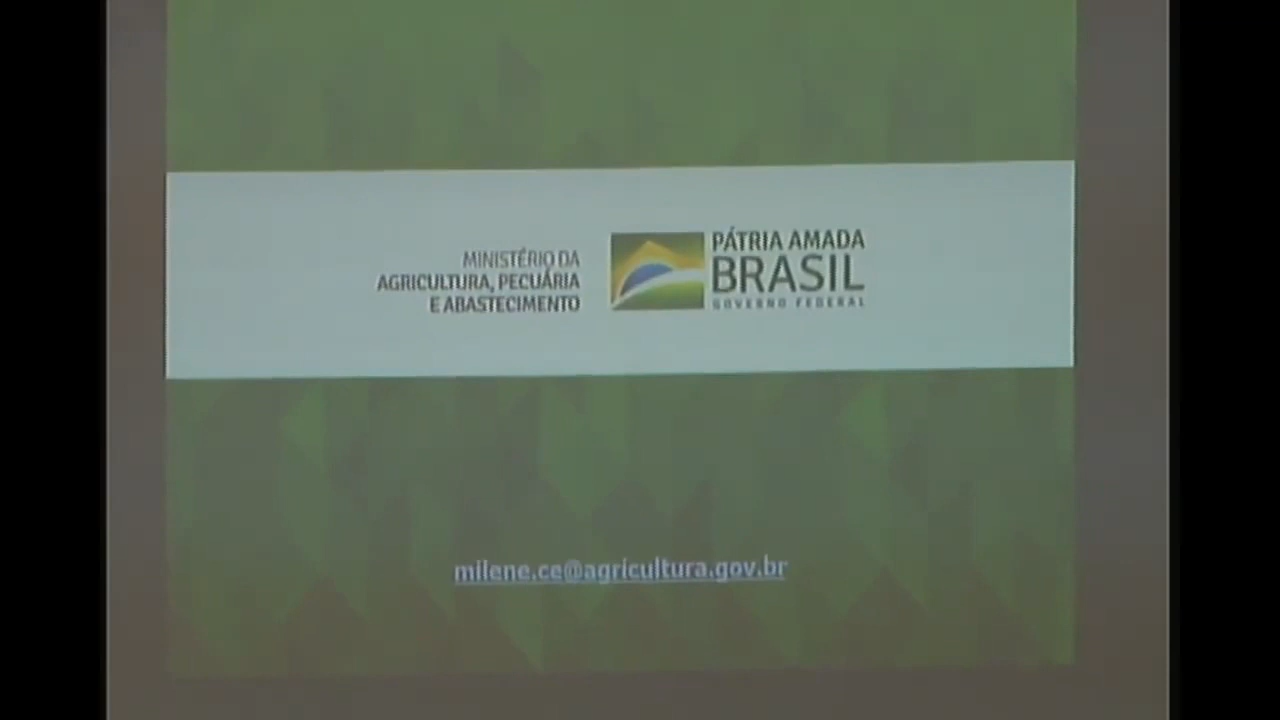 MINISTÉRIO DA
AGRICULTURA, PECUÁRIA
E ABASTECIMENTO
PÁTRIA AMADA
BRASIL
GOVERNO FEDERAL
milene.ce@agricultura.gov.br